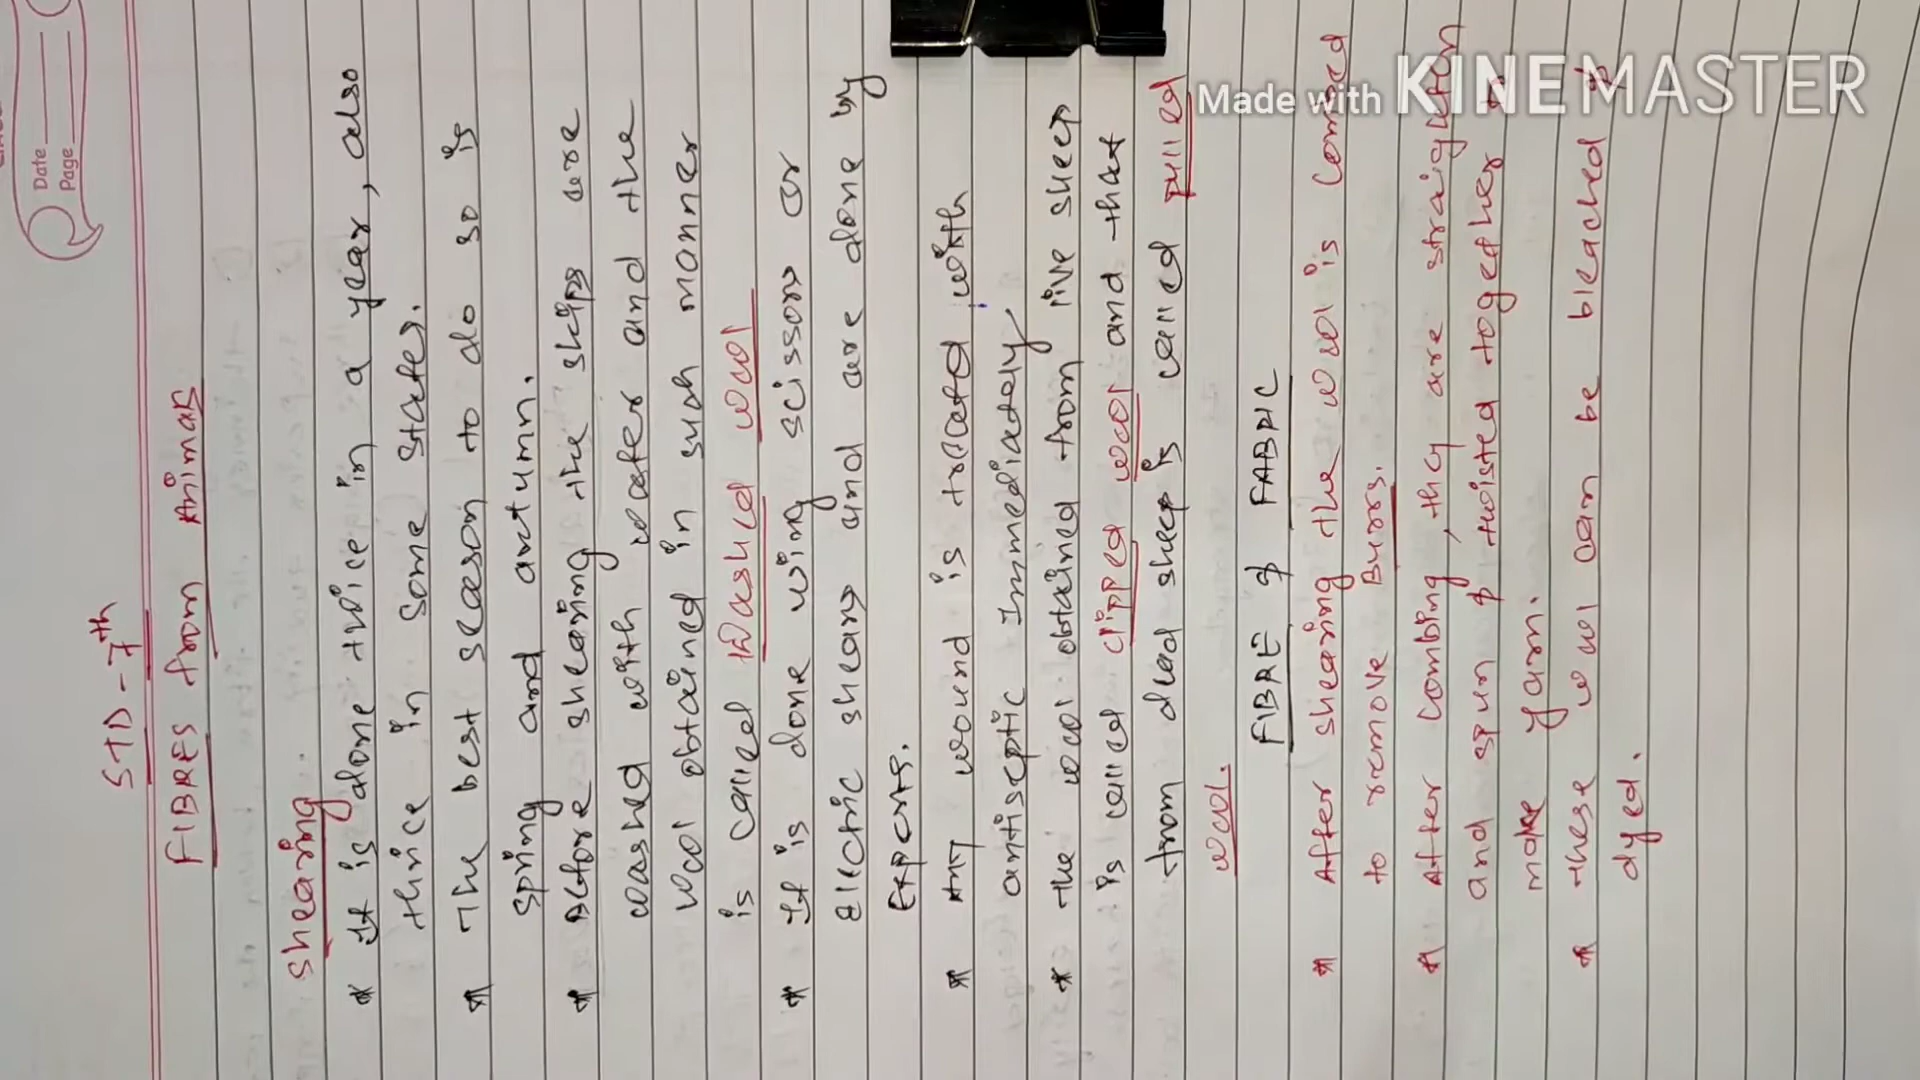 Date
Page
STD-7th
FIBRES from Animals
Shearing
* It is done twice in a year, also
thrice in some states.
* The best season to do so is
spring and autumn.
* Before shearing the skins are
washed with water and the
wool obtained in such manner
is called Washed wool
* It is done using scissors or
electric shears and are done by
Experts.
* Any wound is treated with
antiseptic Immediately
* The wool obtained from live sheep
is called clipped wool and that
from dead sheep is called pulled
wool.
FIBRE & FABRIC
* After shearing the wool is combed
to remove Burrs.
* After combing, they are straighten
and spun & twisted together to
make yarn.
* These wool can be bleached &
dyed.
Made with KINEMASTER